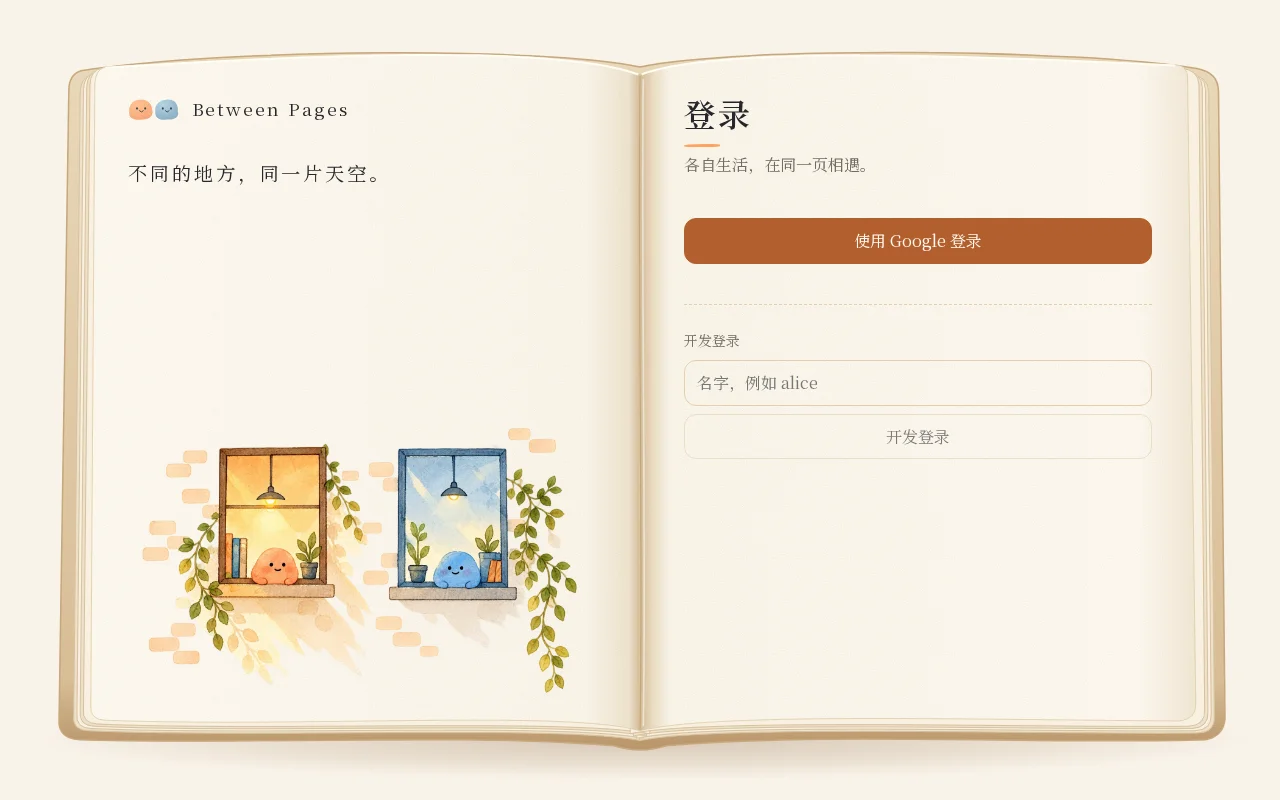 Between Pages
不同的地方，同一片天空。
登录
各自生活，在同一页相遇。
使用 Google 登录
开发登录
名字，例如 alice
开发登录